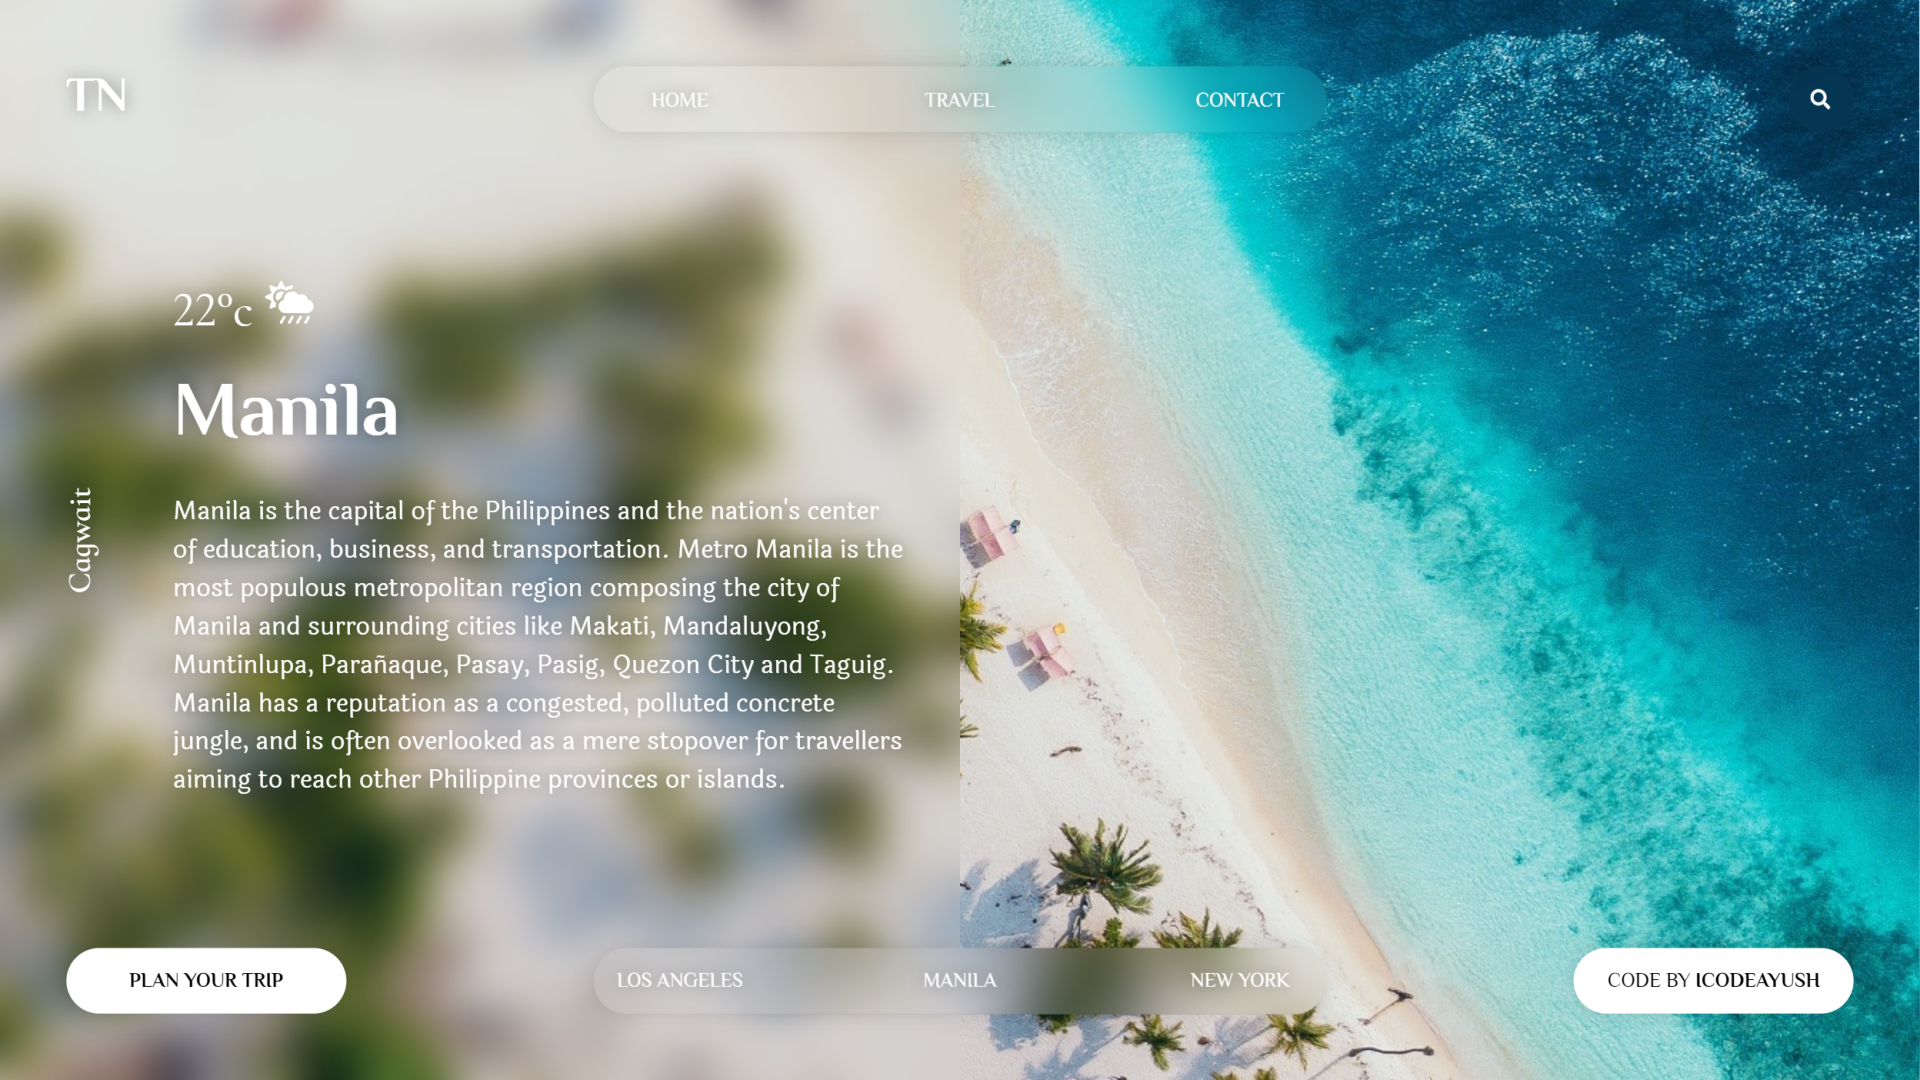 TN
HOME
TRAVEL
CONTACT
22°c
Manila
Cagwait
Manila is the capital of the Philippines and the nation's center
of education, business, and transportation. Metro Manila is the
most populous metropolitan region composing the city of
Manila and surrounding cities like Makati, Mandaluyong,
Muntinlupa, Parañaque, Pasay, Pasig, Quezon City and Taguig.
Manila has a reputation as a congested, polluted concrete
jungle, and is often overlooked as a mere stopover for travellers
aiming to reach other Philippine provinces or islands.
PLAN YOUR TRIP
LOS ANGELES
MANILA
NEW YORK
CODE BY ICODEAYUSH